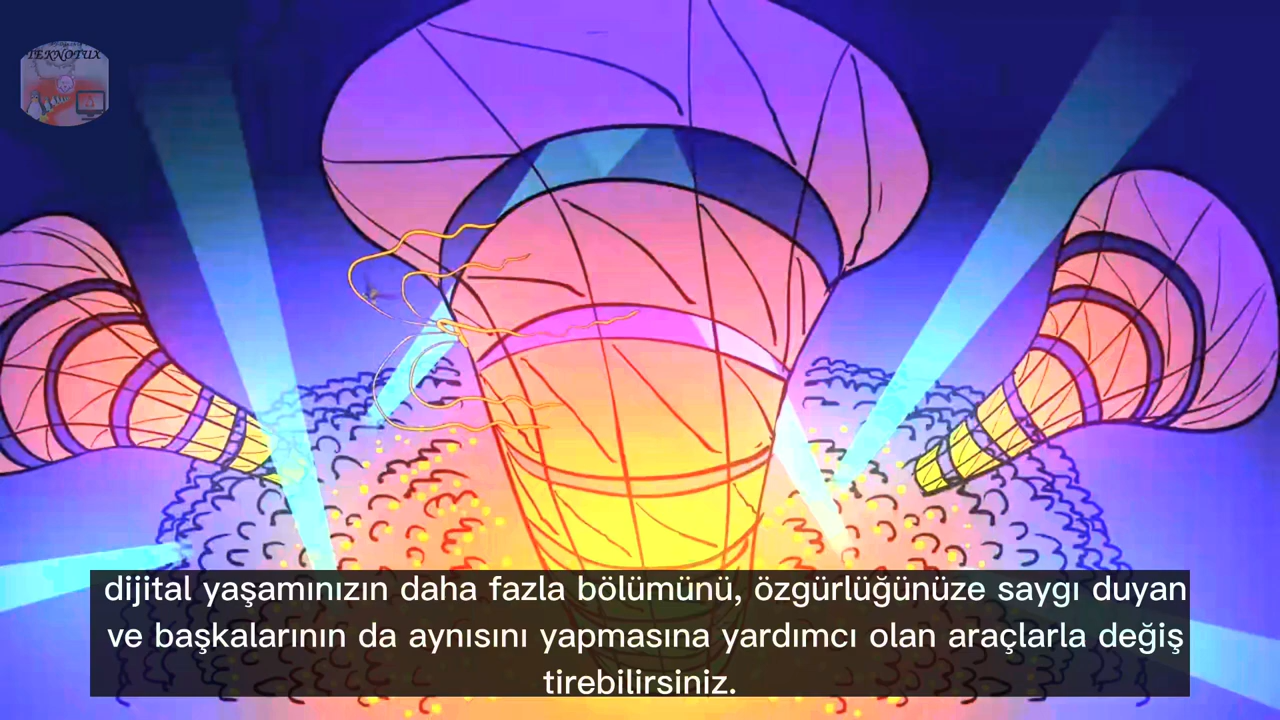 TEKNOTUX
dijital yaşamınızın daha fazla bölümünü, özgürlüğünüze saygı duyan
ve başkalarının da aynısını yapmasına yardımcı olan araçlarla değiş
tirebilirsiniz.